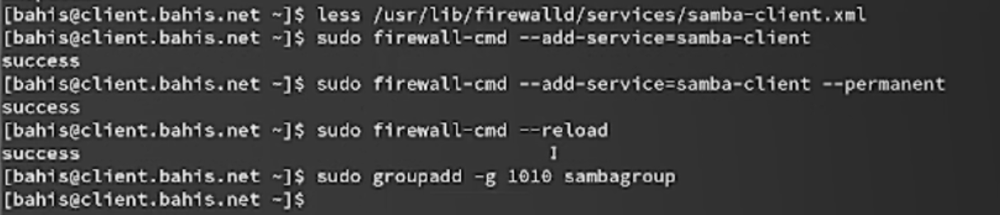 [bahis@client.bahis.net ~]$ less /usr/lib/firewalld/services/samba-client.xml
[bahis@client.bahis.net ~]$ sudo firewall-cmd --add-service=samba-client
success
[bahis@client.bahis.net ~]$ sudo firewall-cmd --add-service=samba-client --permanent
success
[bahis@client.bahis.net ~]$ sudo firewall-cmd --reload
success
[bahis@client.bahis.net ~]$ sudo groupadd -g 1010 sambagroup
[bahis@client.bahis.net ~]$